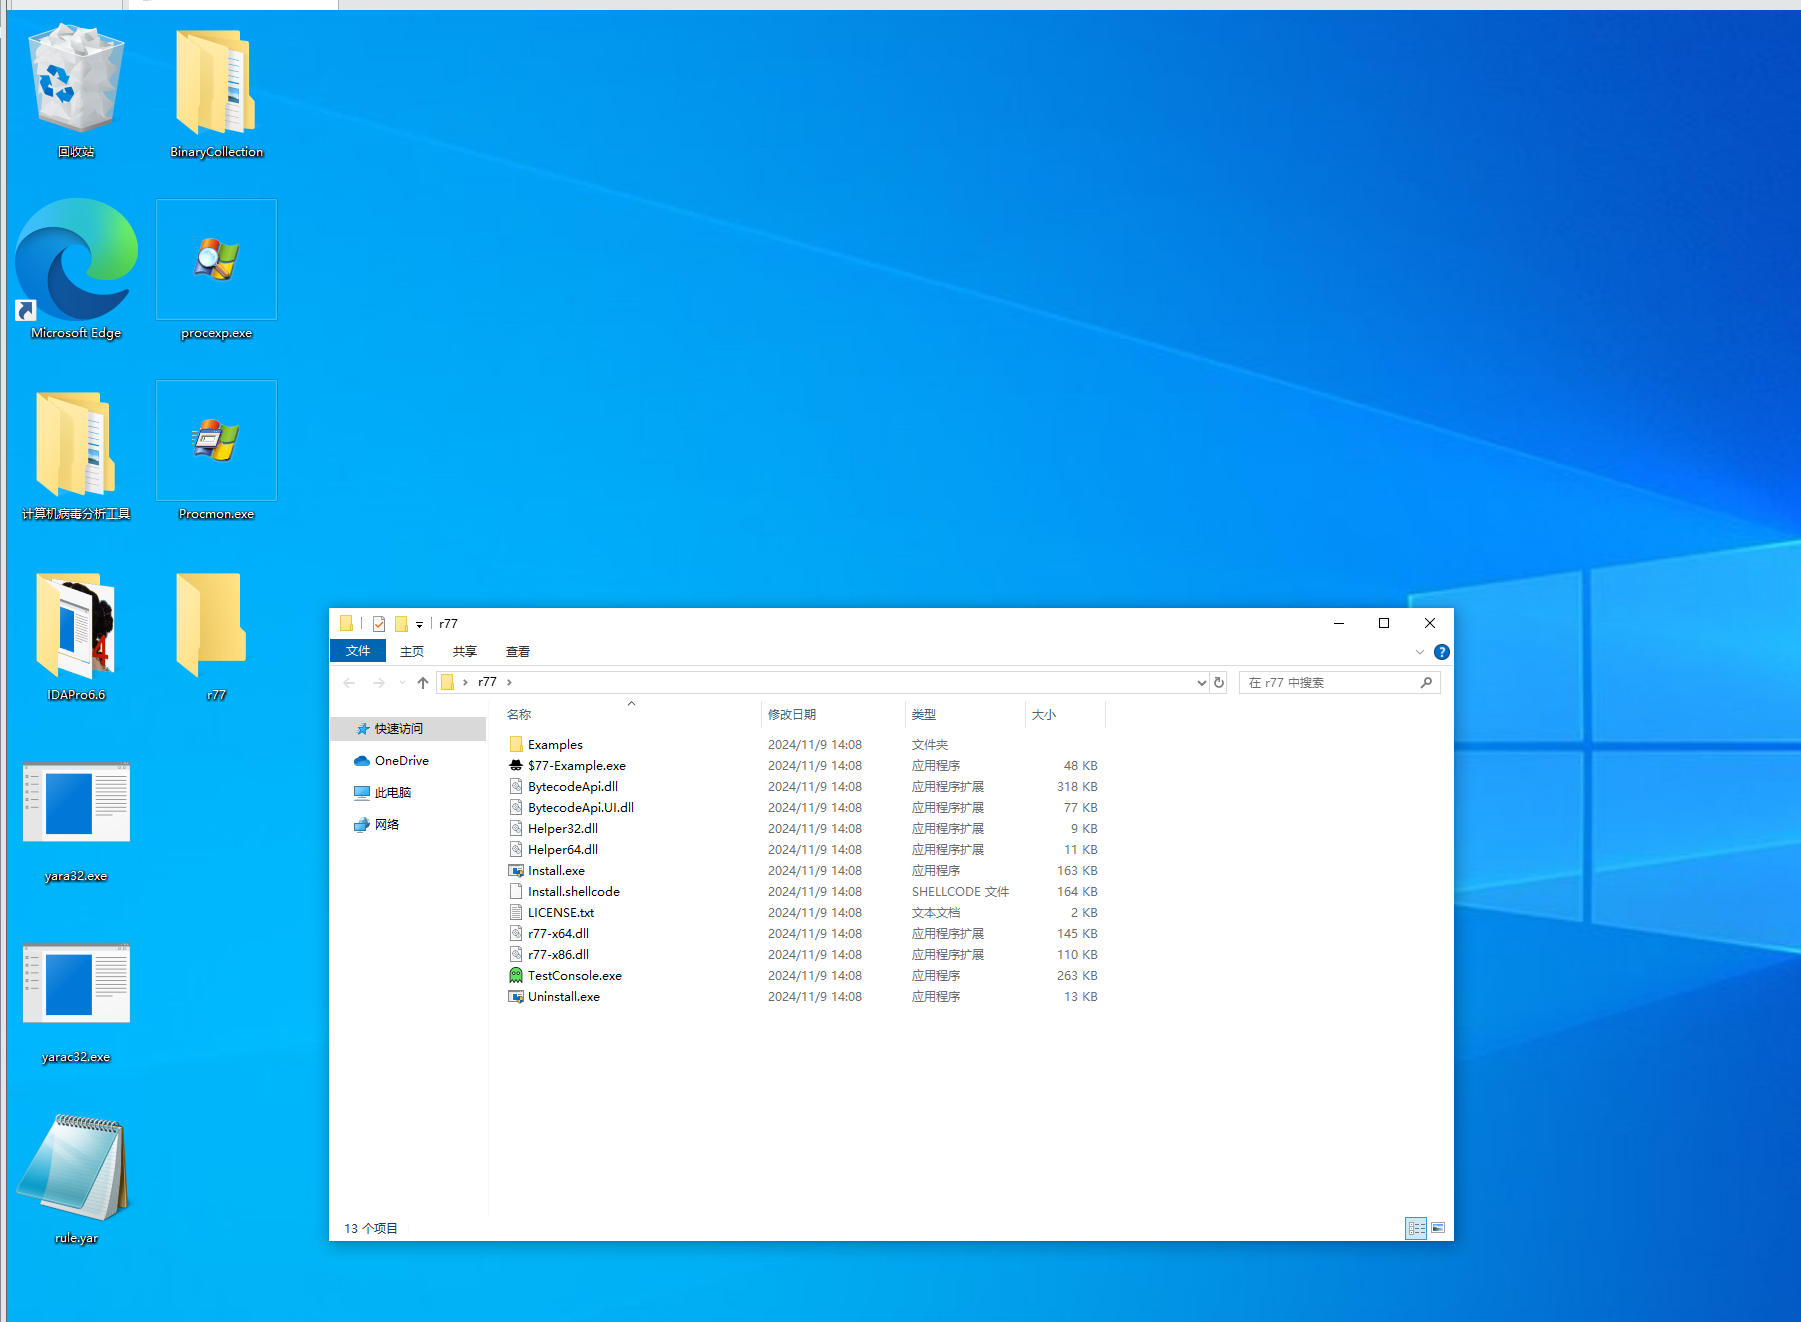 回收站
BinaryCollection
Microsoft Edge
procexp.exe
计算机病毒分析工具
Procmon.exe
IDAPro6.6
r77
yara32.exe
yarac32.exe
rule.yar
r77
文件 主页 共享 查看
r77
在 r77 中搜索
快速访问
OneDrive
此电脑
网络
名称 修改日期 类型 大小
Examples 2024/11/9 14:08 文件夹
$77-Example.exe 2024/11/9 14:08 应用程序 48 KB
BytecodeApi.dll 2024/11/9 14:08 应用程序扩展 318 KB
BytecodeApi.UI.dll 2024/11/9 14:08 应用程序扩展 77 KB
Helper32.dll 2024/11/9 14:08 应用程序扩展 9 KB
Helper64.dll 2024/11/9 14:08 应用程序扩展 11 KB
Install.exe 2024/11/9 14:08 应用程序 163 KB
Install.shellcode 2024/11/9 14:08 SHELLCODE 文件 164 KB
LICENSE.txt 2024/11/9 14:08 文本文档 2 KB
r77-x64.dll 2024/11/9 14:08 应用程序扩展 145 KB
r77-x86.dll 2024/11/9 14:08 应用程序扩展 110 KB
TestConsole.exe 2024/11/9 14:08 应用程序 263 KB
Uninstall.exe 2024/11/9 14:08 应用程序 13 KB
13 个项目